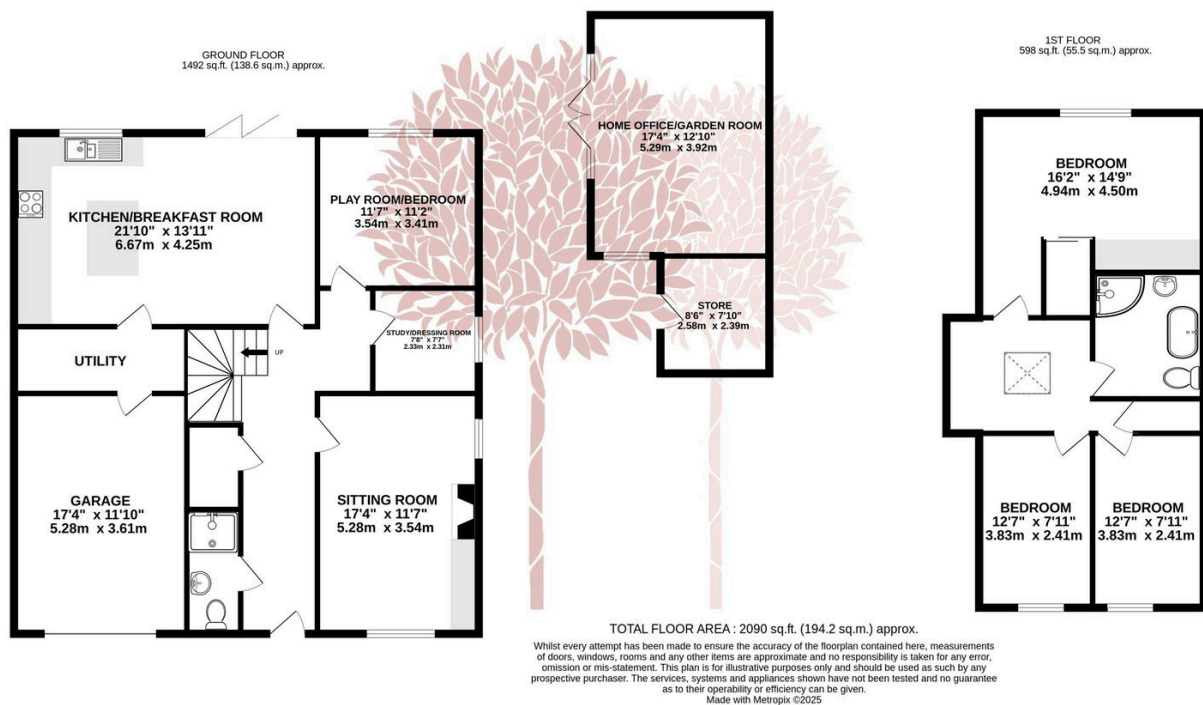 GROUND FLOOR
1492 sq.ft. (138.6 sq.m.) approx.
KITCHEN/BREAKFAST ROOM
21'10" x 13'11"
6.67m x 4.25m
PLAY ROOM/BEDROOM
11'7" x 11'2"
3.54m x 3.41m
STUDY/DRESSING ROOM
7'8" x 7'7"
2.33m x 2.31m
UP
UTILITY
GARAGE
17'4" x 11'10"
5.28m x 3.61m
SITTING ROOM
17'4" x 11'7"
5.28m x 3.54m
HOME OFFICE/GARDEN ROOM
17'4" x 12'10"
5.29m x 3.92m
STORE
8'6" x 7'10"
2.58m x 2.39m
1ST FLOOR
598 sq.ft. (55.5 sq.m.) approx.
BEDROOM
16'2" x 14'9"
4.94m x 4.50m
BEDROOM
12'7" x 7'11"
3.83m x 2.41m
BEDROOM
12'7" x 7'11"
3.83m x 2.41m
TOTAL FLOOR AREA : 2090 sq.ft. (194.2 sq.m.) approx.
Whilst every attempt has been made to ensure the accuracy of the floorplan contained here, measurements
of doors, windows, rooms and any other items are approximate and no responsibility is taken for any error,
omission or mis-statement. This plan is for illustrative purposes only and should be used as such by any
prospective purchaser. The services, systems and appliances shown have not been tested and no guarantee
as to their operability or efficiency can be given.
Made with Metropix ©2025